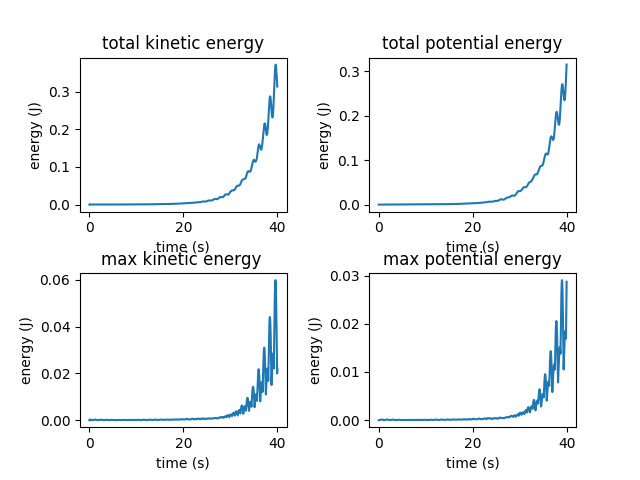 total kinetic energy
energy (J)
0.3
0.2
0.1
0.0
0
20
40
time (s)
total potential energy
energy (J)
0.3
0.2
0.1
0.0
0
20
40
time (s)
max kinetic energy
energy (J)
0.06
0.04
0.02
0.00
0
20
40
time (s)
max potential energy
energy (J)
0.03
0.02
0.01
0.00
0
20
40
time (s)